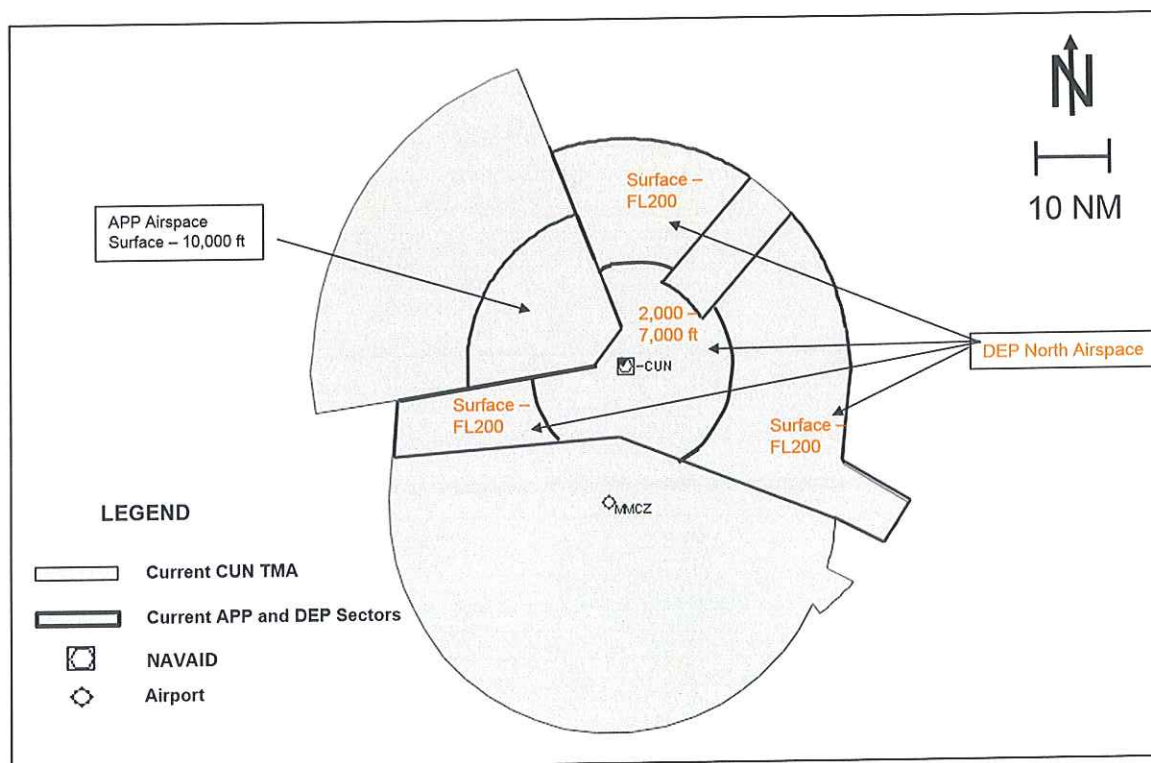 N
10 NM
Surface –
FL200
APP Airspace
Surface – 10,000 ft
2,000 –
7,000 ft
DEP North Airspace
-CUN
Surface –
FL200
Surface –
FL200
MMCZ
LEGEND
Current CUN TMA
Current APP and DEP Sectors
NAVAID
Airport